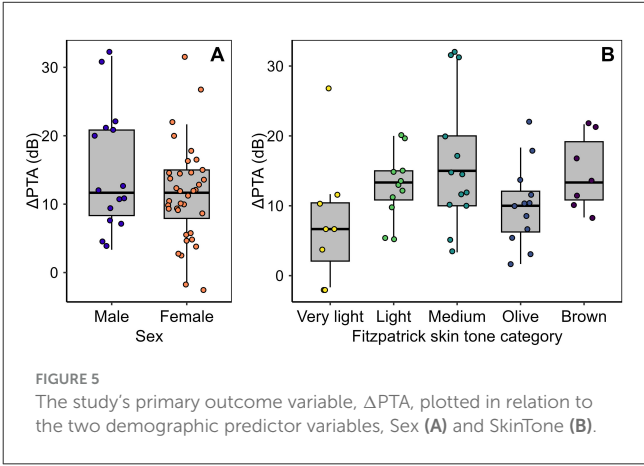 A
B
30
20
10
0
ΔPTA (dB)
Male Female
Sex
30
20
10
0
ΔPTA (dB)
Very light Light Medium Olive Brown
Fitzpatrick skin tone category
FIGURE 5
The study's primary outcome variable, ΔPTA, plotted in relation to
the two demographic predictor variables, Sex (A) and SkinTone (B).